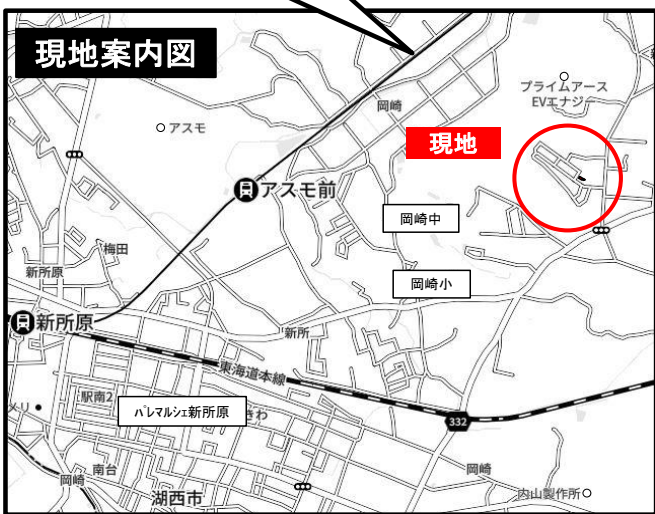 現地案内図
プライムアース
EVエナジー
岡崎
アスモ
現地
アスモ前
岡崎中
梅田
岡崎小
新所原
新所原
新所
東海道本線
駅南2
パレマルシェ新所原
きわ
メリ
332
岡崎
南台
岡崎
湖西市
内山製作所